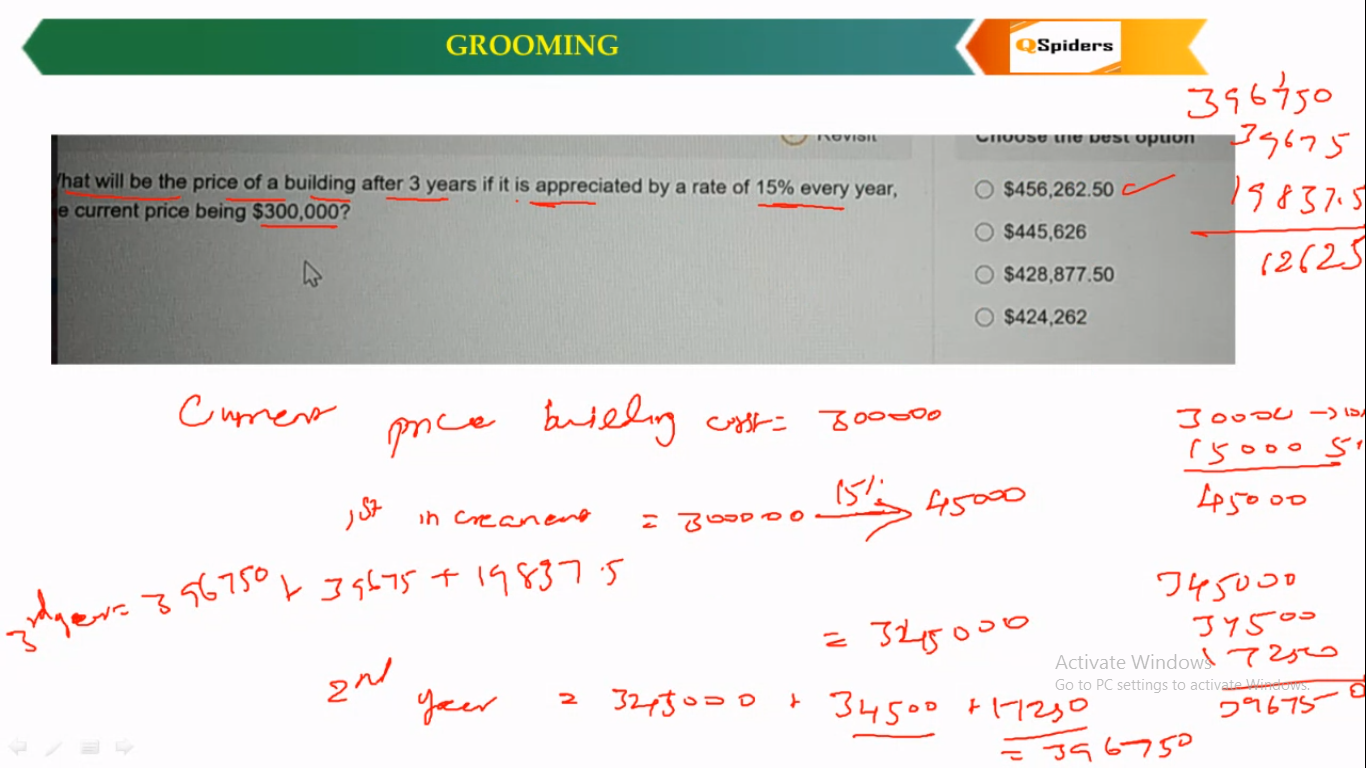 GROOMING
QSpiders
Revisit
Choose the best option
hat will be the price of a building after 3 years if it is appreciated by a rate of 15% every year,
e current price being $300,000?
$456,262.50
$445,626
$428,877.50
$424,262
396750
39675
19837.5
12625
Current price building cost = 300000
30000 →
15000 5
45000
1st increament = 300000 15% 45000
3rd year = 396750 + 39675 + 19837.5
= 345000
345000
34500
17250
396750
2nd year = 345000 + 34500 + 17250
= 396750
Activate Windows
Go to PC settings to activate Windows.